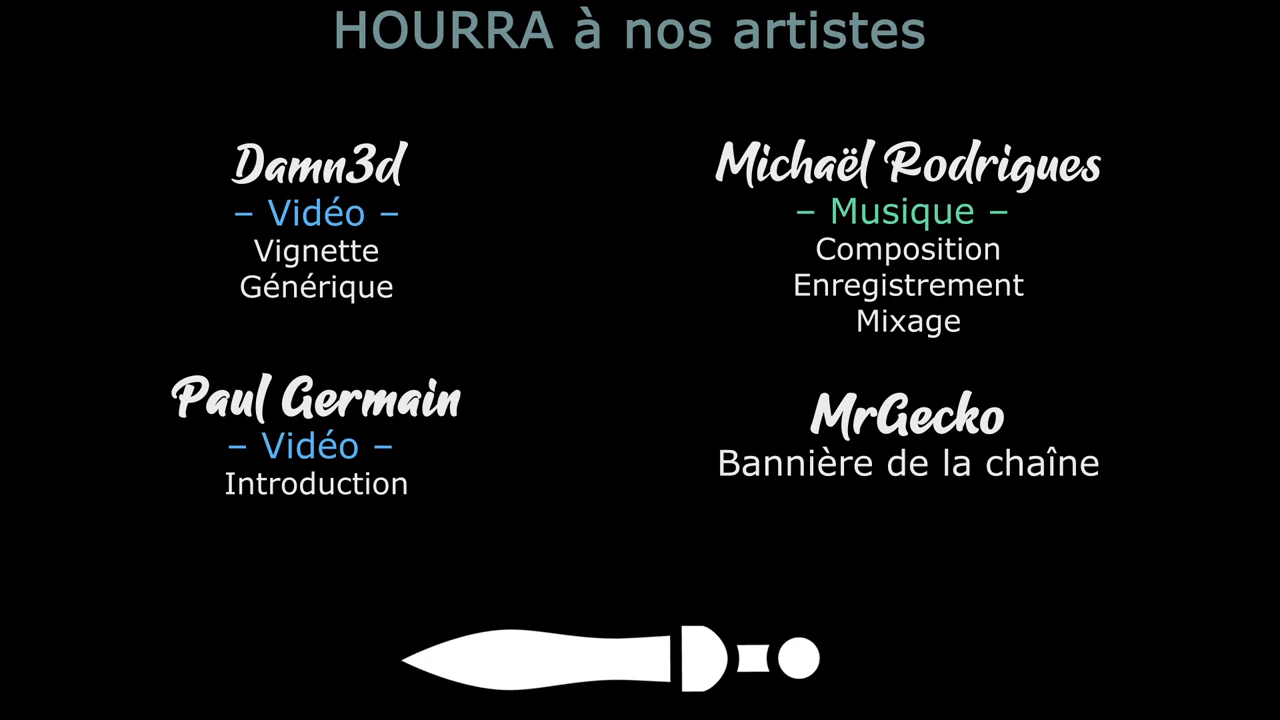 HOURRA à nos artistes
Damn3d
– Vidéo –
Vignette
Générique
Paul Germain
– Vidéo –
Introduction
Michaël Rodrigues
– Musique –
Composition
Enregistrement
Mixage
MrGecko
Bannière de la chaîne